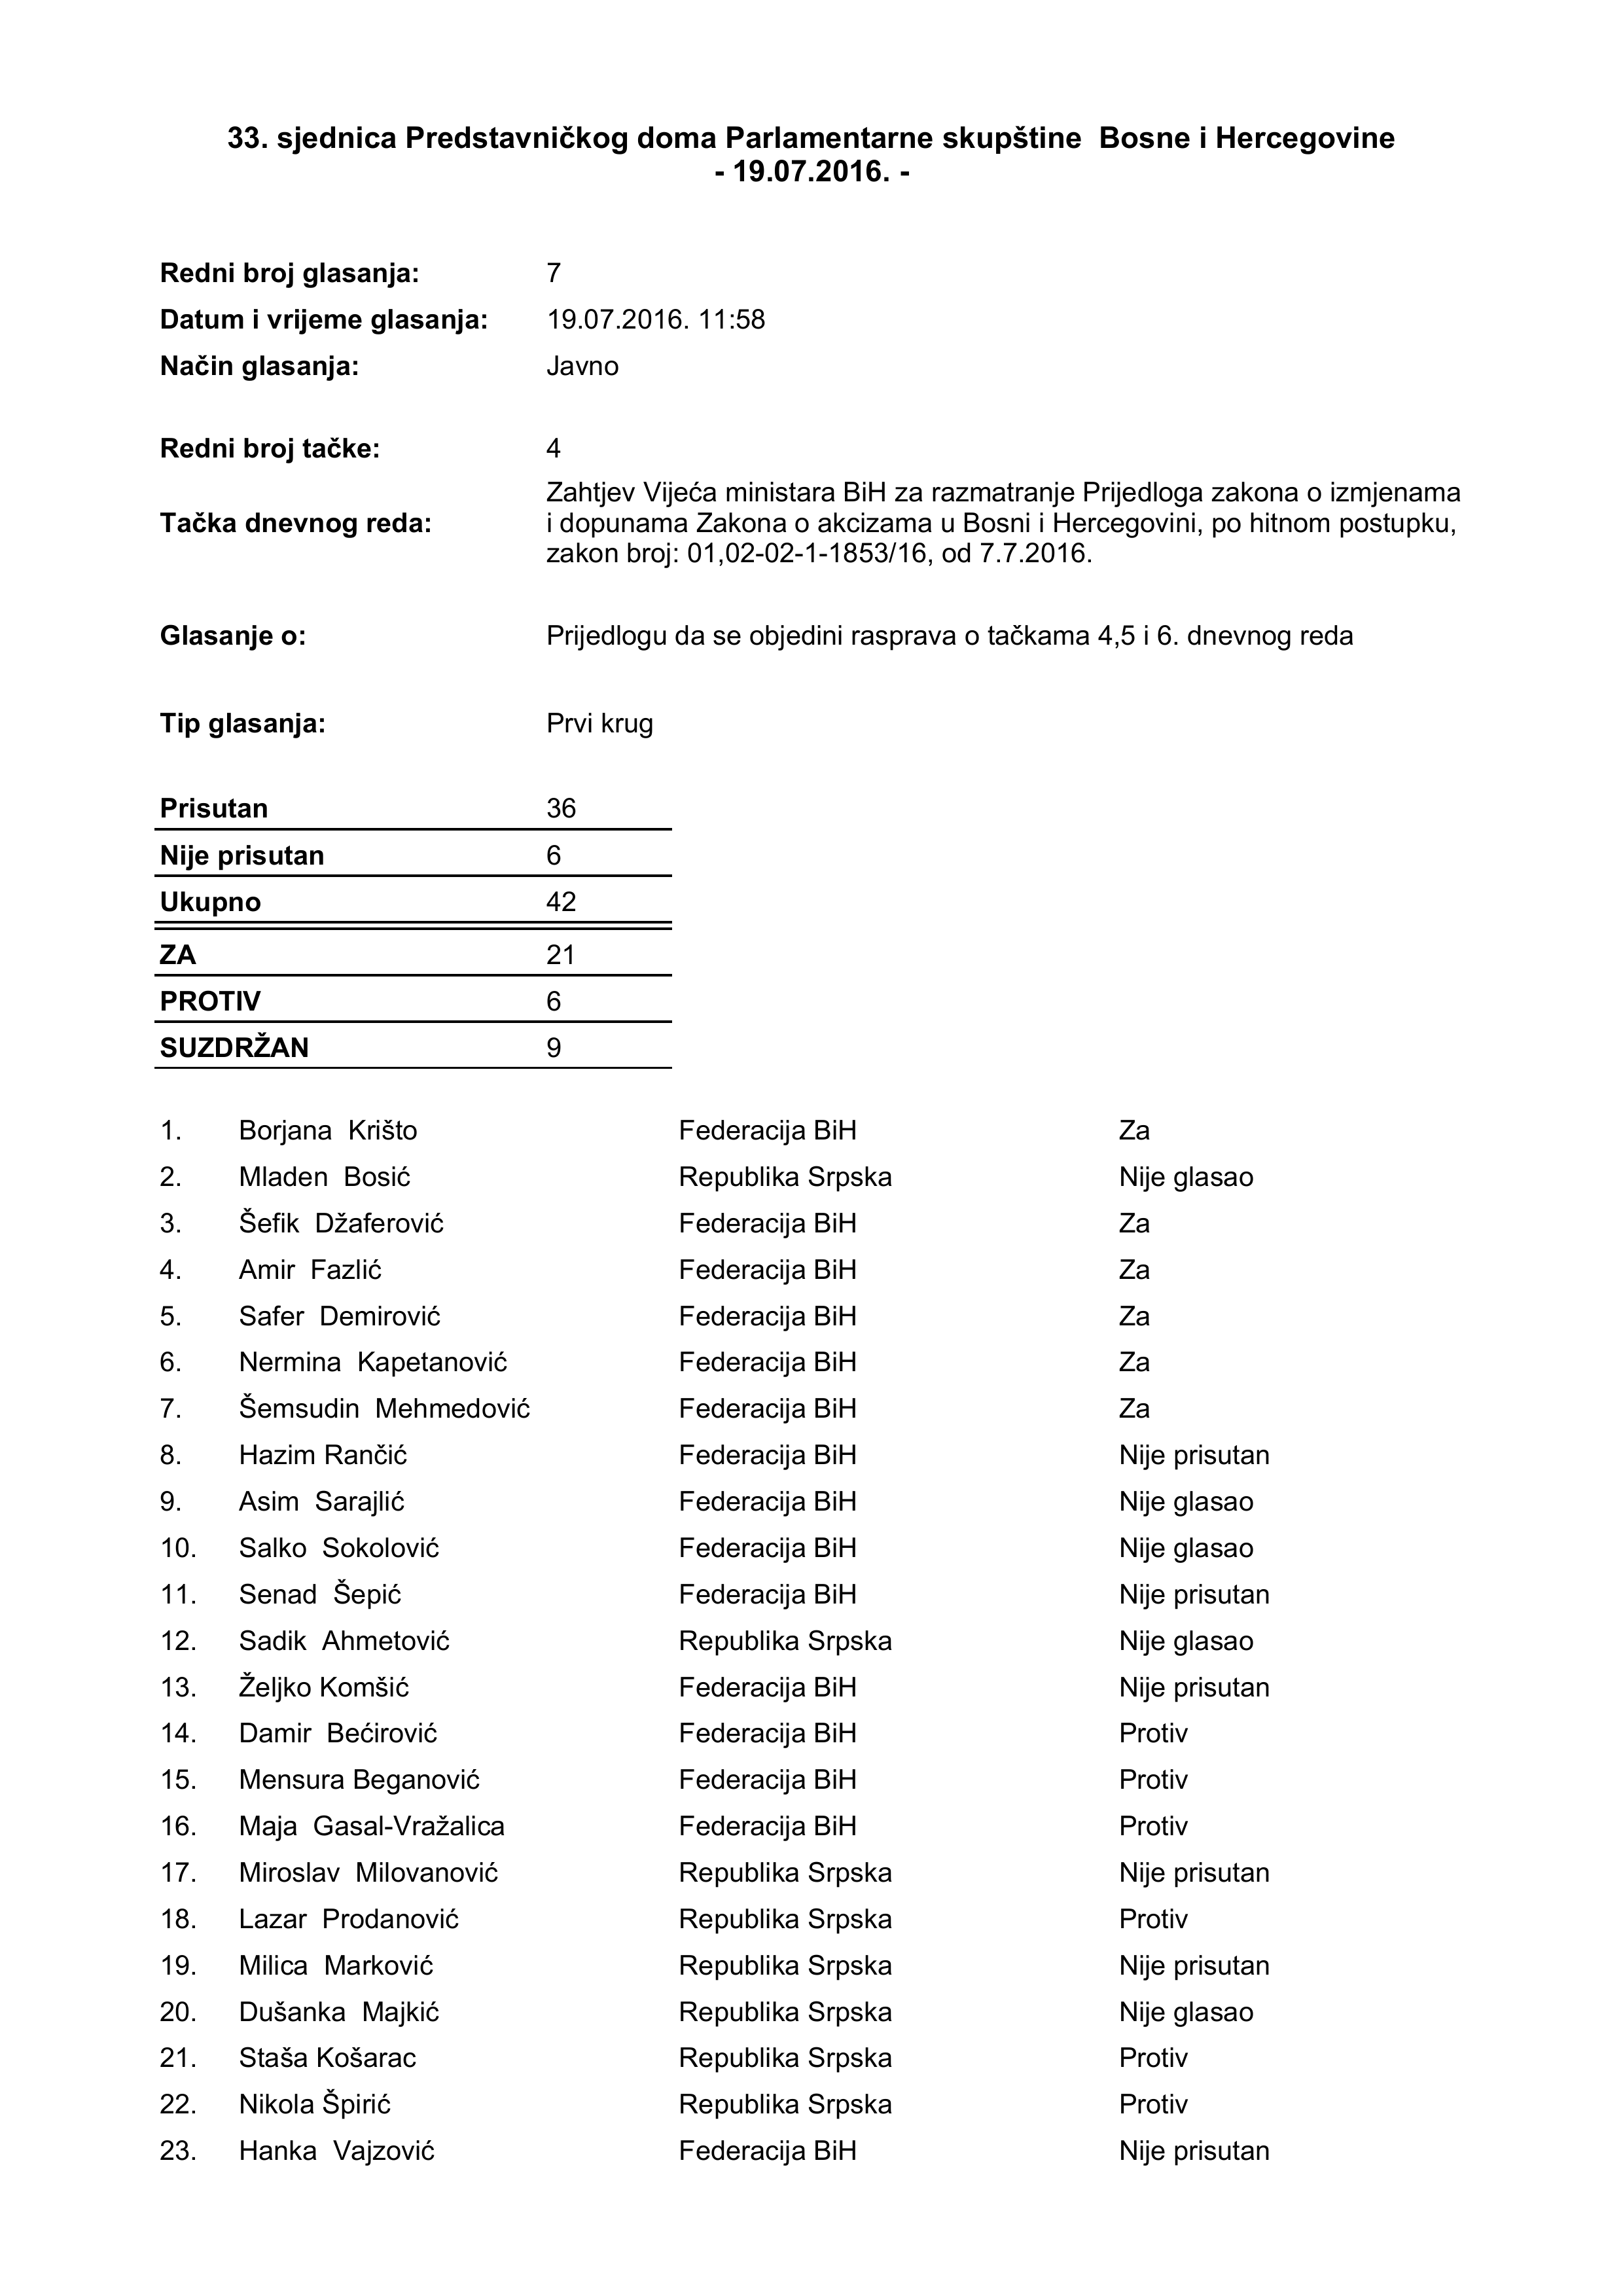 33. sjednica Predstavničkog doma Parlamentarne skupštine  Bosne i Hercegovine
- 19.07.2016. -
Redni broj glasanja: 7
Datum i vrijeme glasanja: 19.07.2016. 11:58
Način glasanja: Javno
Redni broj tačke: 4
Tačka dnevnog reda: Zahtjev Vijeća ministara BiH za razmatranje Prijedloga zakona o izmjenama
i dopunama Zakona o akcizama u Bosni i Hercegovini, po hitnom postupku,
zakon broj: 01,02-02-1-1853/16, od 7.7.2016.
Glasanje o: Prijedlogu da se objedini rasprava o tačkama 4,5 i 6. dnevnog reda
Tip glasanja: Prvi krug
Prisutan 36
Nije prisutan 6
Ukupno 42
ZA 21
PROTIV 6
SUZDRŽAN 9
1. Borjana  Krišto Federacija BiH Za
2. Mladen  Bosić Republika Srpska Nije glasao
3. Šefik  Džaferović Federacija BiH Za
4. Amir  Fazlić Federacija BiH Za
5. Safer  Demirović Federacija BiH Za
6. Nermina  Kapetanović Federacija BiH Za
7. Šemsudin  Mehmedović Federacija BiH Za
8. Hazim Rančić Federacija BiH Nije prisutan
9. Asim  Sarajlić Federacija BiH Nije glasao
10. Salko  Sokolović Federacija BiH Nije glasao
11. Senad  Šepić Federacija BiH Nije prisutan
12. Sadik  Ahmetović Republika Srpska Nije glasao
13. Željko Komšić Federacija BiH Nije prisutan
14. Damir  Bećirović Federacija BiH Protiv
15. Mensura Beganović Federacija BiH Protiv
16. Maja  Gasal-Vražalica Federacija BiH Protiv
17. Miroslav  Milovanović Republika Srpska Nije prisutan
18. Lazar  Prodanović Republika Srpska Protiv
19. Milica  Marković Republika Srpska Nije prisutan
20. Dušanka  Majkić Republika Srpska Nije glasao
21. Staša Košarac Republika Srpska Protiv
22. Nikola Špirić Republika Srpska Protiv
23. Hanka  Vajzović Federacija BiH Nije prisutan